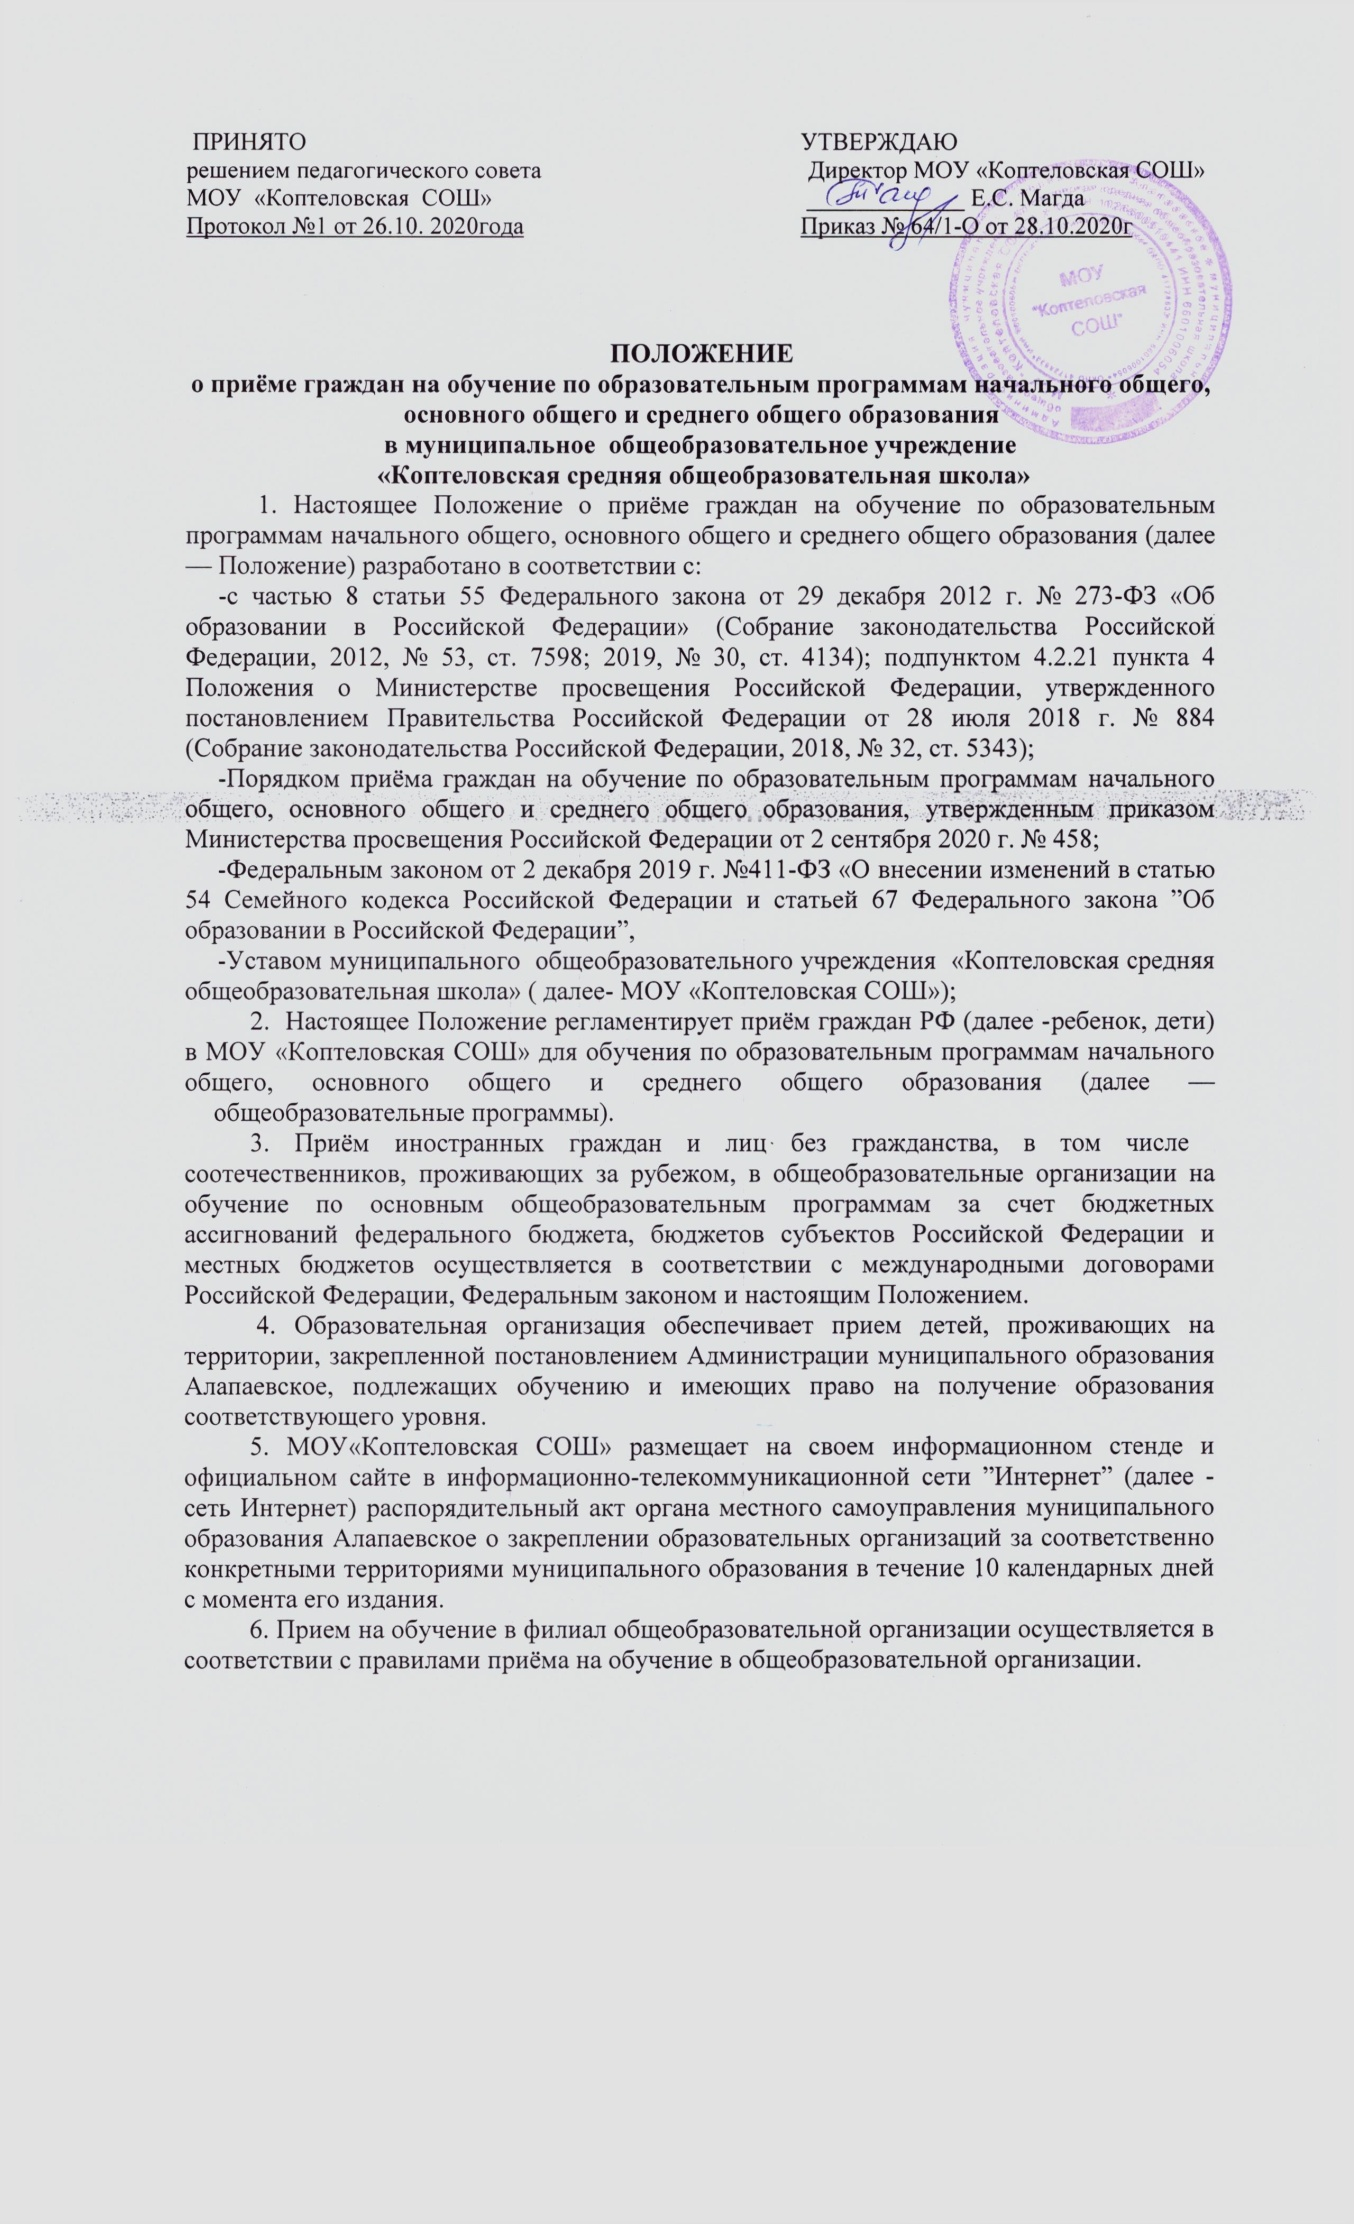 ПРИНЯТО
решением педагогического совета
МОУ «Коптеловская СОШ»
Протокол №1 от 26.10. 2020года
УТВЕРЖДАЮ
Директор МОУ «Коптеловская СОШ»
Е.С. Магда
Приказ № 64/1-О от 28.10.2020г
МОУ
"Коптеловская
СОШ"
ПОЛОЖЕНИЕ
о приёме граждан на обучение по образовательным программам начального общего,
основного общего и среднего общего образования
в муниципальное общеобразовательное учреждение
«Коптеловская средняя общеобразовательная школа»
1. Настоящее Положение о приёме граждан на обучение по образовательным
программам начального общего, основного общего и среднего общего образования (далее
— Положение) разработано в соответствии с:
-с частью 8 статьи 55 Федерального закона от 29 декабря 2012 г. № 273-ФЗ «Об
образовании в Российской Федерации» (Собрание законодательства Российской
Федерации, 2012, № 53, ст. 7598; 2019, № 30, ст. 4134); подпунктом 4.2.21 пункта 4
Положения о Министерстве просвещения Российской Федерации, утвержденного
постановлением Правительства Российской Федерации от 28 июля 2018 г. № 884
(Собрание законодательства Российской Федерации, 2018, № 32, ст. 5343);
-Порядком приёма граждан на обучение по образовательным программам начального
общего, основного общего и среднего общего образования, утвержденным приказом
Министерства просвещения Российской Федерации от 2 сентября 2020 г. № 458;
-Федеральным законом от 2 декабря 2019 г. №411-ФЗ «О внесении изменений в статью
54 Семейного кодекса Российской Федерации и статьей 67 Федерального закона ”Об
образовании в Российской Федерации”,
-Уставом муниципального общеобразовательного учреждения «Коптеловская средняя
общеобразовательная школа» ( далее- МОУ «Коптеловская СОШ»);
2. Настоящее Положение регламентирует приём граждан РФ (далее -ребенок, дети)
в МОУ «Коптеловская СОШ» для обучения по образовательным программам начального
общего, основного общего и среднего общего образования (далее —
общеобразовательные программы).
3. Приём иностранных граждан и лиц без гражданства, в том числе
соотечественников, проживающих за рубежом, в общеобразовательные организации на
обучение по основным общеобразовательным программам за счет бюджетных
ассигнований федерального бюджета, бюджетов субъектов Российской Федерации и
местных бюджетов осуществляется в соответствии с международными договорами
Российской Федерации, Федеральным законом и настоящим Положением.
4. Образовательная организация обеспечивает прием детей, проживающих на
территории, закрепленной постановлением Администрации муниципального образования
Алапаевское, подлежащих обучению и имеющих право на получение образования
соответствующего уровня.
5. МОУ«Коптеловская СОШ» размещает на своем информационном стенде и
официальном сайте в информационно-телекоммуникационной сети ”Интернет” (далее -
сеть Интернет) распорядительный акт органа местного самоуправления муниципального
образования Алапаевское о закреплении образовательных организаций за соответственно
конкретными территориями муниципального образования в течение 10 календарных дней
с момента его издания.
6. Прием на обучение в филиал общеобразовательной организации осуществляется в
соответствии с правилами приёма на обучение в общеобразовательной организации.